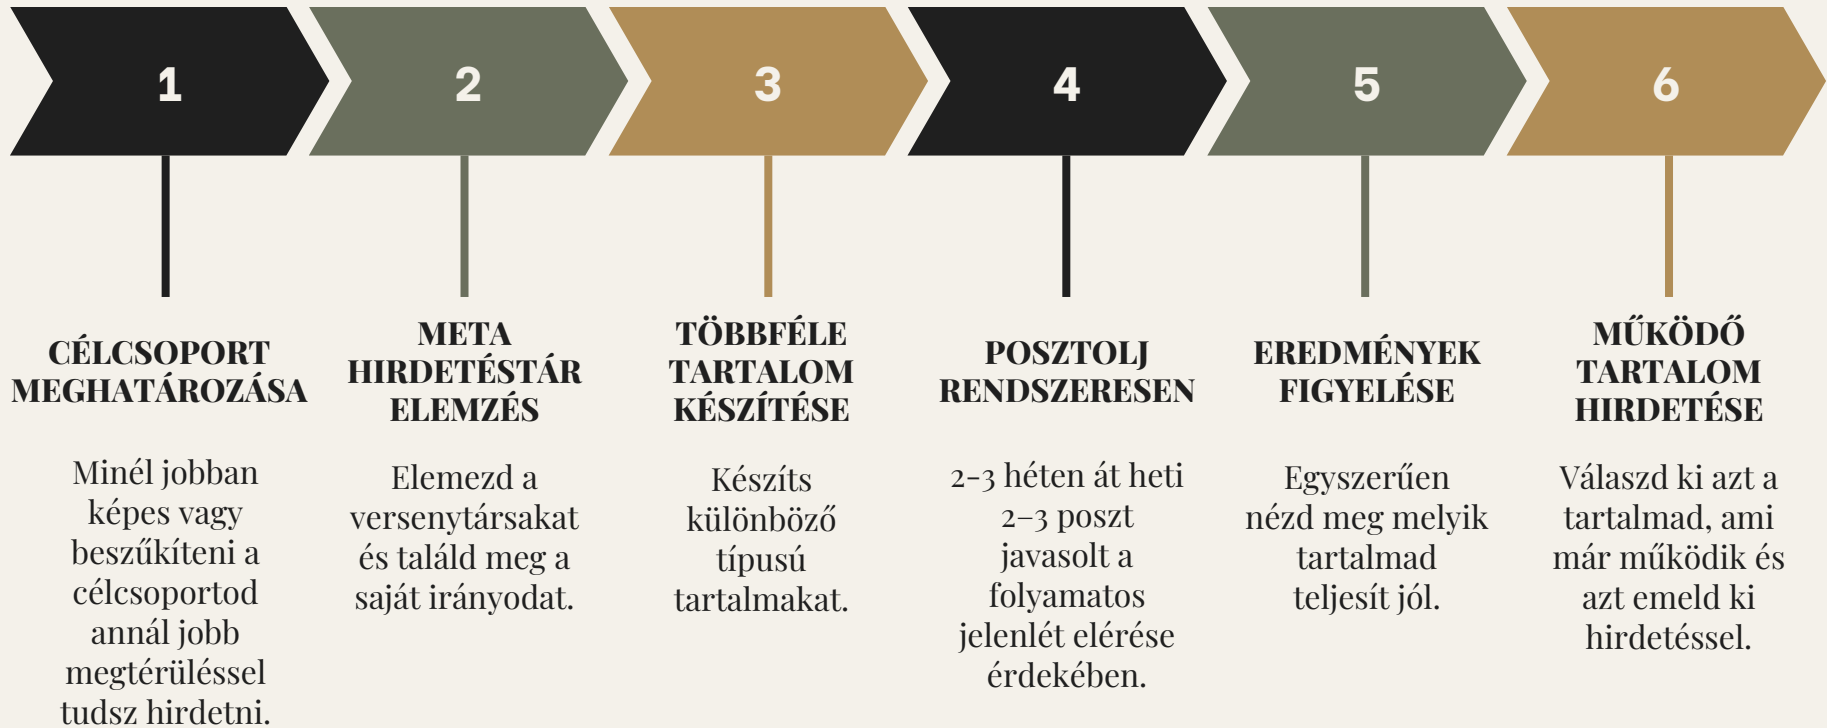 1
2
3
4
5
6
CÉLCSOPORT
MEGHATÁROZÁSA
Minél jobban
képes vagy
beszűkíteni a
célcsoportod
annál jobb
megtérüléssel
tudsz hirdetni.
META
HIRDETÉSTÁR
ELEMZÉS
Elemezd a
versenytársakat
és találd meg a
saját irányodat.
TÖBBFÉLE
TARTALOM
KÉSZÍTÉSE
Készíts
különböző
típusú
tartalmakat.
POSZTOLJ
RENDSZERESEN
2-3 héten át heti
2–3 poszt
javasolt a
folyamatos
jelenlét elérése
érdekében.
EREDMÉNYEK
FIGYELÉSE
Egyszerűen
nézd meg melyik
tartalmad
teljesít jól.
MŰKÖDŐ
TARTALOM
HIRDETÉSE
Válaszd ki azt a
tartalmad, ami
már működik és
azt emeld ki
hirdetéssel.